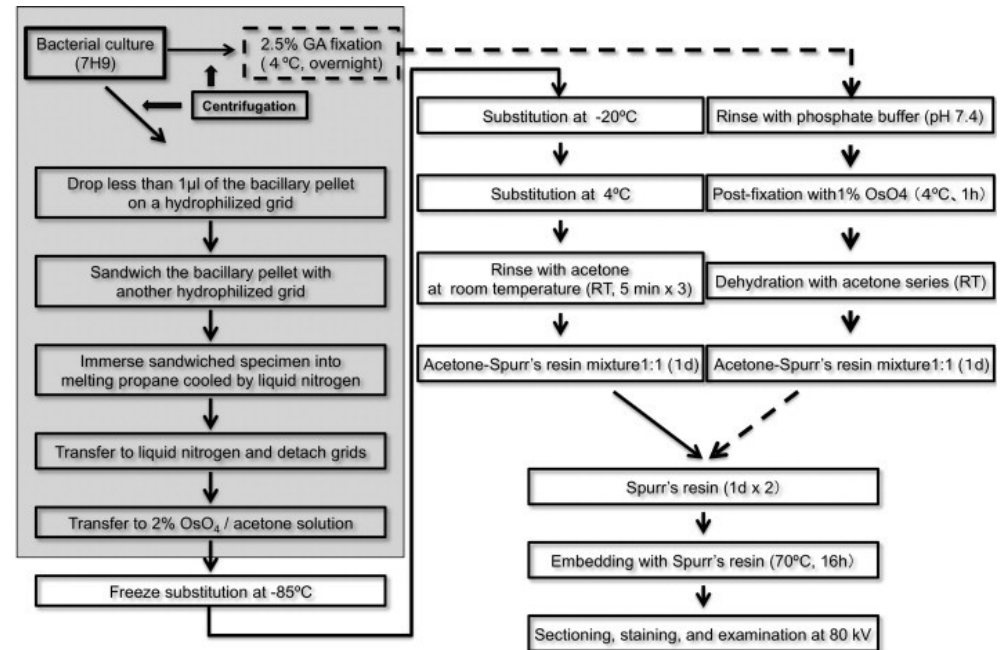 Bacterial culture
(7H9)
2.5% GA fixation
( 4 ºC, overnight)
Centrifugation
Drop less than 1µl of the bacillary pellet
on a hydrophilized grid
Sandwich the bacillary pellet with
another hydrophilized grid
Immerse sandwiched specimen into
melting propane cooled by liquid nitrogen
Transfer to liquid nitrogen and detach grids
Transfer to 2% OsO₄ / acetone solution
Freeze substitution at -85ºC
Substitution at -20ºC
Substitution at 4ºC
Rinse with acetone
at room temperature (RT, 5 min x 3)
Acetone-Spurr's resin mixture1:1 (1d)
Rinse with phosphate buffer (pH 7.4)
Post-fixation with1% OsO4（4ºC、1h）
Dehydration with acetone series (RT)
Acetone-Spurr's resin mixture1:1 (1d)
Spurr's resin (1d x 2）
Embedding with Spurr's resin (70ºC, 16h）
Sectioning, staining, and examination at 80 kV